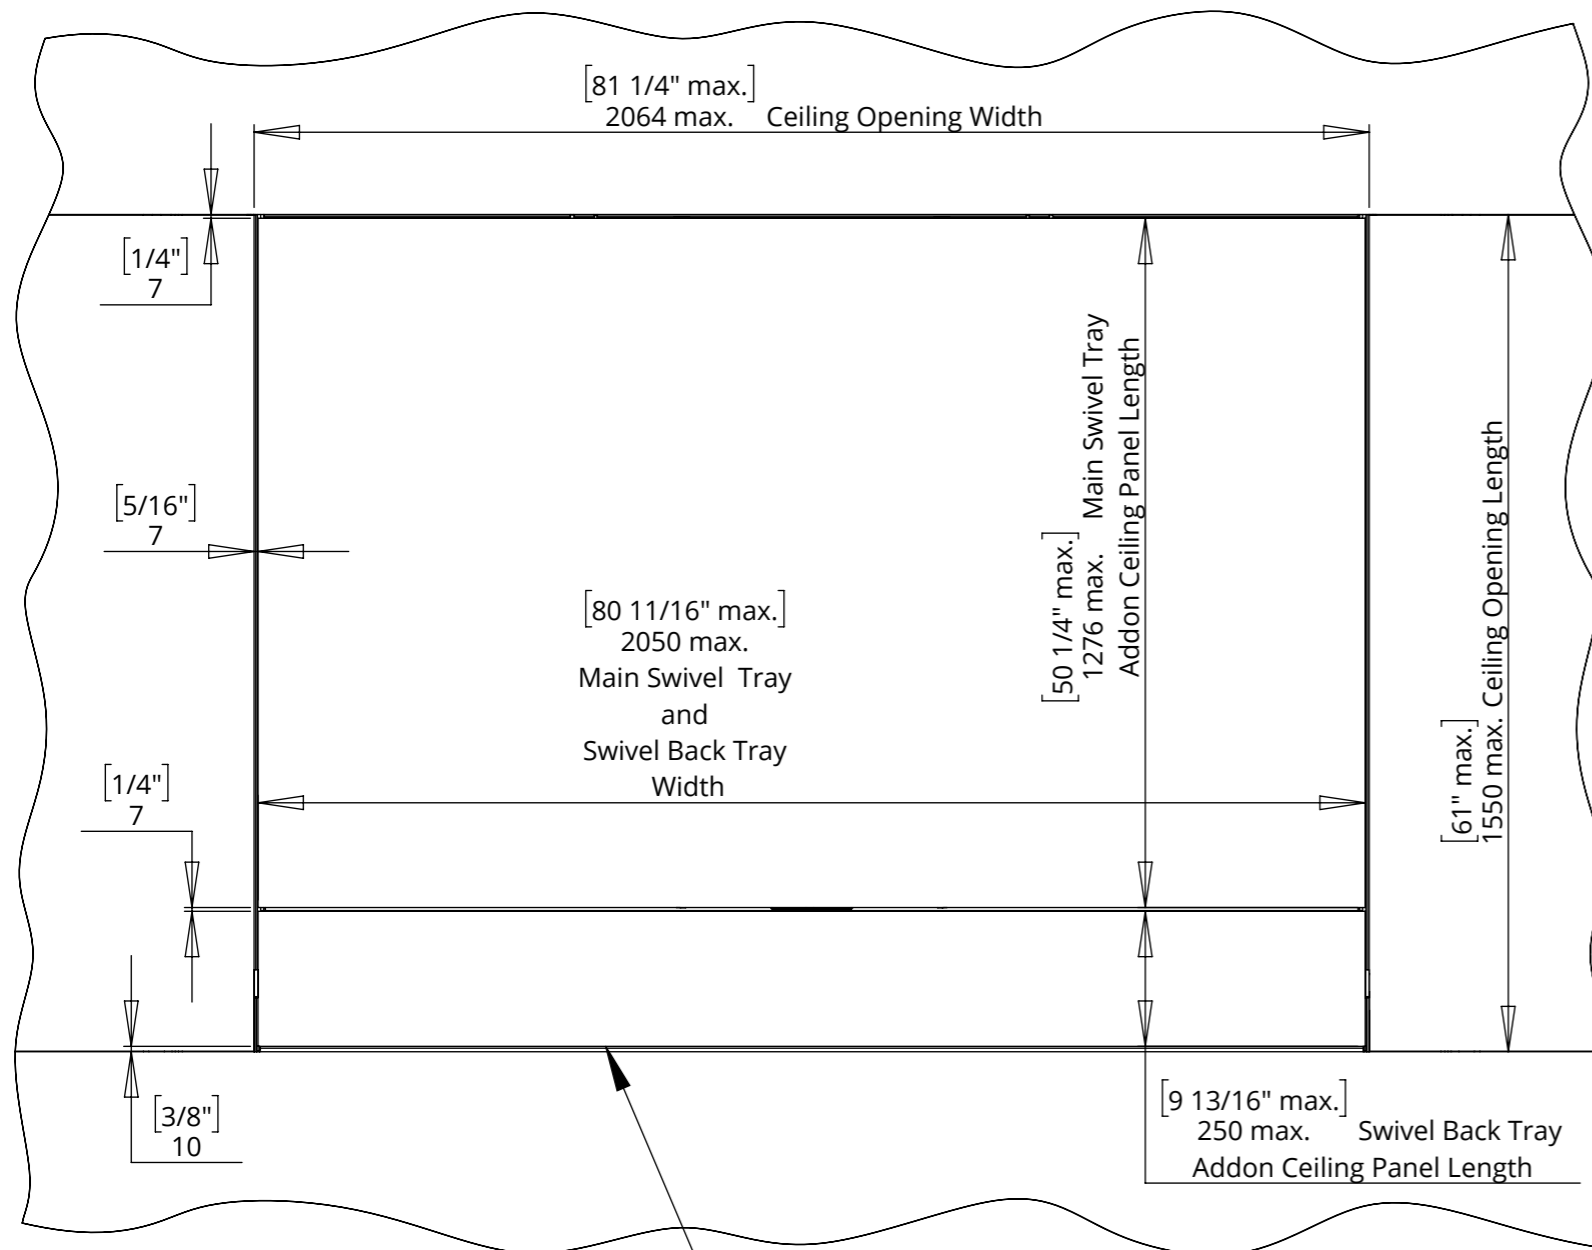 [81 1/4" max.]
2064 max. Ceiling Opening Width
[1/4"]
7
[5/16"]
7
[80 11/16" max.]
2050 max.
Main Swivel Tray
and
Swivel Back Tray
Width
[50 1/4" max.]
1276 max. Main Swivel Tray
Addon Ceiling Panel Length
[61" max.]
1550 max. Ceiling Opening Length
[1/4"]
7
[3/8"]
10
[9 13/16" max.]
250 max. Swivel Back Tray
Addon Ceiling Panel Length